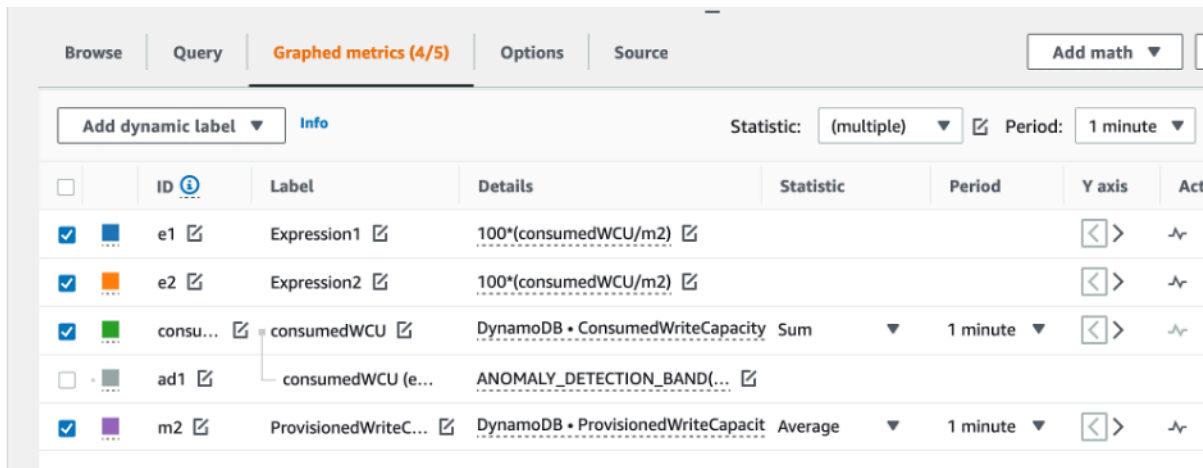 Browse Query Graphed metrics (4/5) Options Source Add math
Add dynamic label Info Statistic: (multiple) Period: 1 minute
ID Label Details Statistic Period Y axis Act
e1 Expression1 100*(consumedWCU/m2)
e2 Expression2 100*(consumedWCU/m2)
consu... consumedWCU DynamoDB • ConsumedWriteCapacity Sum 1 minute
ad1 consumedWCU (e... ANOMALY_DETECTION_BAND(...
m2 ProvisionedWriteC... DynamoDB • ProvisionedWriteCapacit Average 1 minute